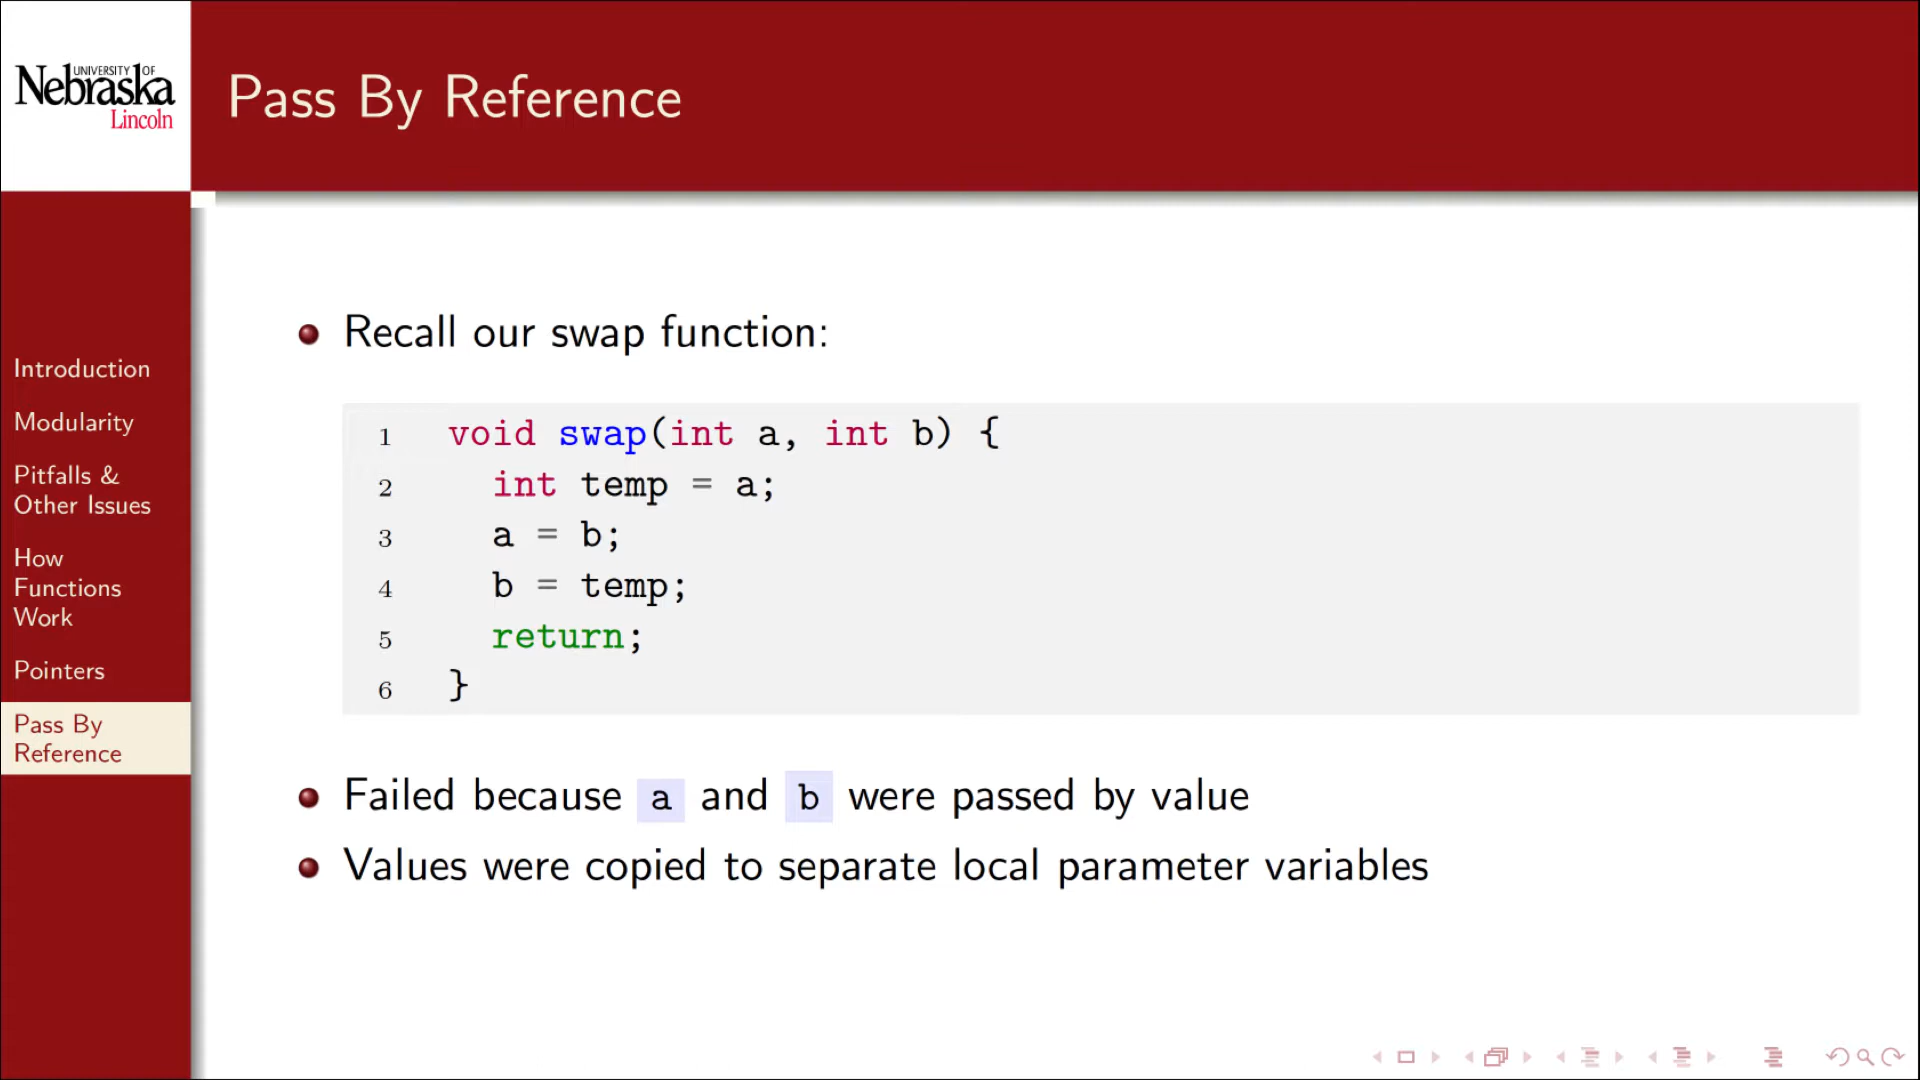 UNIVERSITY OF
Nebraska
Lincoln
Pass By Reference
Introduction
Modularity
Pitfalls &
Other Issues
How
Functions
Work
Pointers
Pass By
Reference
Recall our swap function:
1 void swap(int a, int b) {
2 int temp = a;
3 a = b;
4 b = temp;
5 return;
6 }
Failed because a and b were passed by value
Values were copied to separate local parameter variables